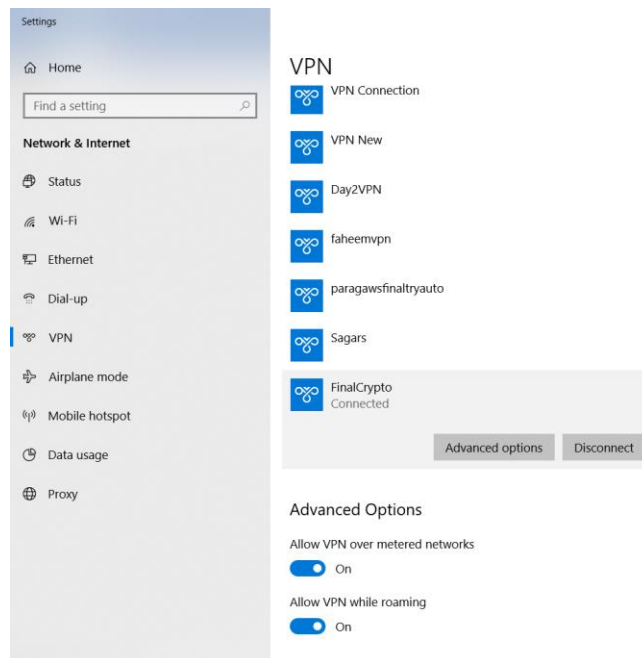 Settings
Home
Find a setting
Network & Internet
Status
Wi-Fi
Ethernet
Dial-up
VPN
Airplane mode
Mobile hotspot
Data usage
Proxy
VPN
VPN Connection
VPN New
Day2VPN
faheemvpn
paragawsfinaltryauto
Sagars
FinalCrypto
Connected
Advanced options Disconnect
Advanced Options
Allow VPN over metered networks
On
Allow VPN while roaming
On